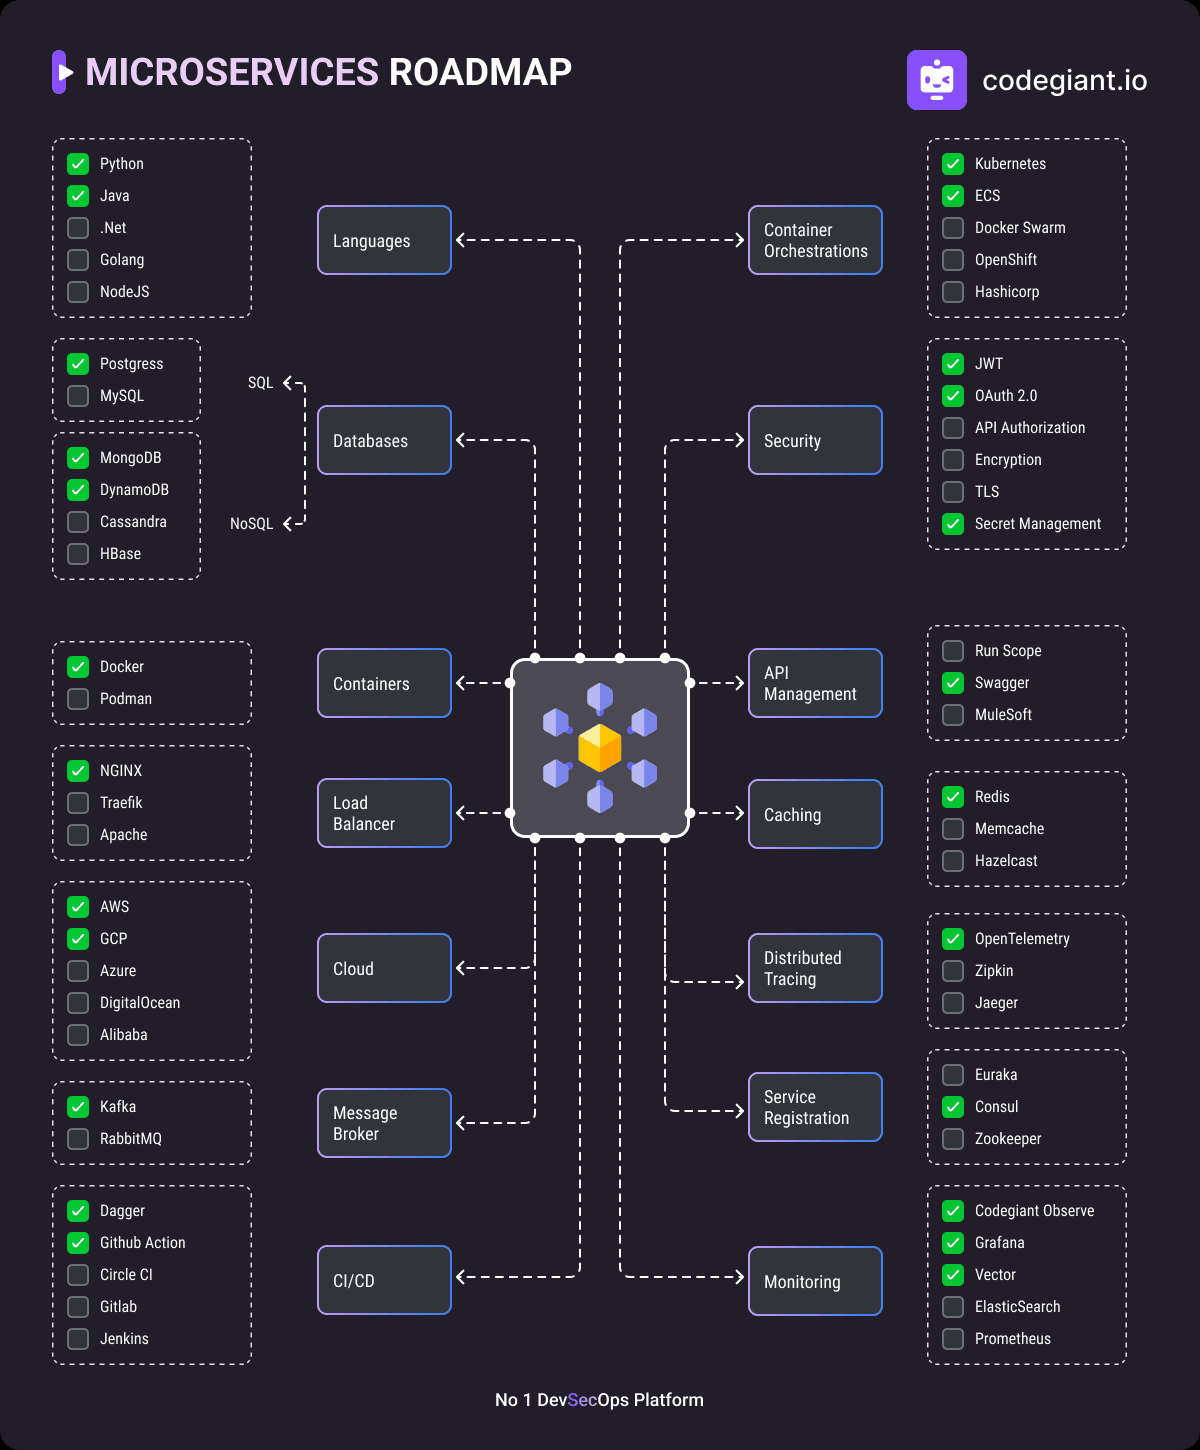 MICROSERVICES ROADMAP
codegiant.io
Python
Java
.Net
Golang
NodeJS
Languages
Postgress
MySQL
SQL
MongoDB
DynamoDB
Cassandra
HBase
NoSQL
Databases
Docker
Podman
Containers
NGINX
Traefik
Apache
Load
Balancer
AWS
GCP
Azure
DigitalOcean
Alibaba
Cloud
Kafka
RabbitMQ
Message
Broker
Dagger
Github Action
Circle CI
Gitlab
Jenkins
CI/CD
Container
Orchestrations
Kubernetes
ECS
Docker Swarm
OpenShift
Hashicorp
Security
JWT
OAuth 2.0
API Authorization
Encryption
TLS
Secret Management
API
Management
Run Scope
Swagger
MuleSoft
Caching
Redis
Memcache
Hazelcast
Distributed
Tracing
OpenTelemetry
Zipkin
Jaeger
Service
Registration
Euraka
Consul
Zookeeper
Monitoring
Codegiant Observe
Grafana
Vector
ElasticSearch
Prometheus
No 1 DevSecOps Platform